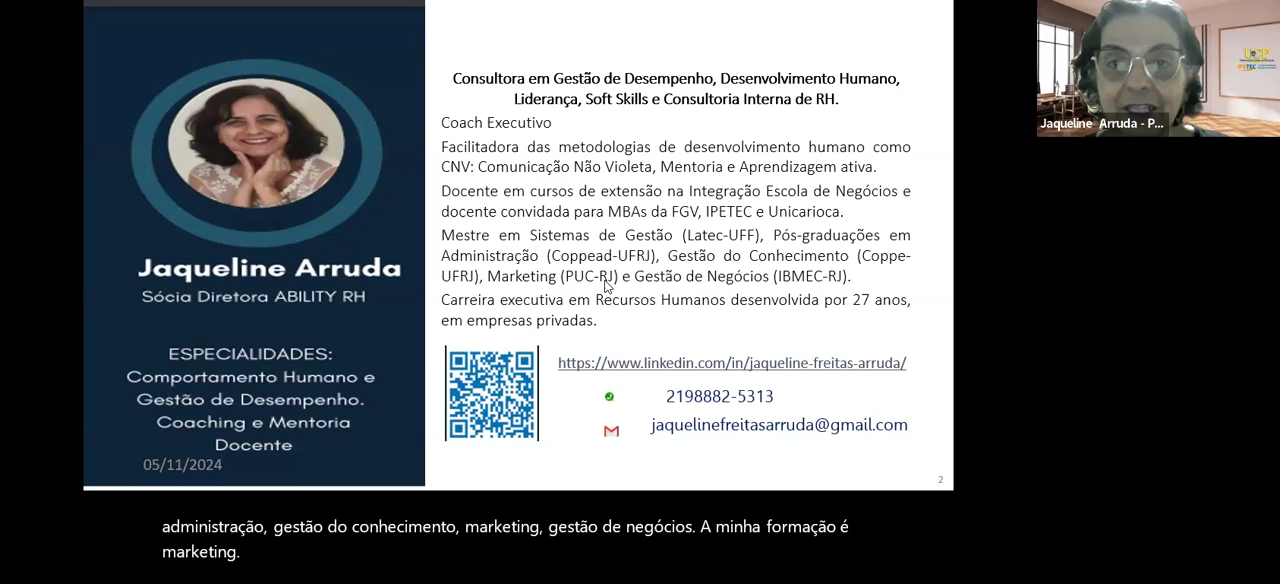 Jaqueline Arruda
Sócia Diretora ABILITY RH
ESPECIALIDADES:
Comportamento Humano e
Gestão de Desempenho.
Coaching e Mentoria
Docente
05/11/2024
Consultora em Gestão de Desempenho, Desenvolvimento Humano,
Liderança, Soft Skills e Consultoria Interna de RH.
Coach Executivo
Facilitadora das metodologias de desenvolvimento humano como
CNV: Comunicação Não Violeta, Mentoria e Aprendizagem ativa.
Docente em cursos de extensão na Integração Escola de Negócios e
docente convidada para MBAs da FGV, IPETEC e Unicarioca.
Mestre em Sistemas de Gestão (Latec-UFF), Pós-graduações em
Administração (Coppead-UFRJ), Gestão do Conhecimento (Coppe-
UFRJ), Marketing (PUC-RJ) e Gestão de Negócios (IBMEC-RJ).
Carreira executiva em Recursos Humanos desenvolvida por 27 anos,
em empresas privadas.
https://www.linkedin.com/in/jaqueline-freitas-arruda/
2198882-5313
jaquelinefreitasarruda@gmail.com
2
UCP
IPETEC
Jaqueline Arruda - P...
administração, gestão do conhecimento, marketing, gestão de negócios. A minha formação é
marketing.